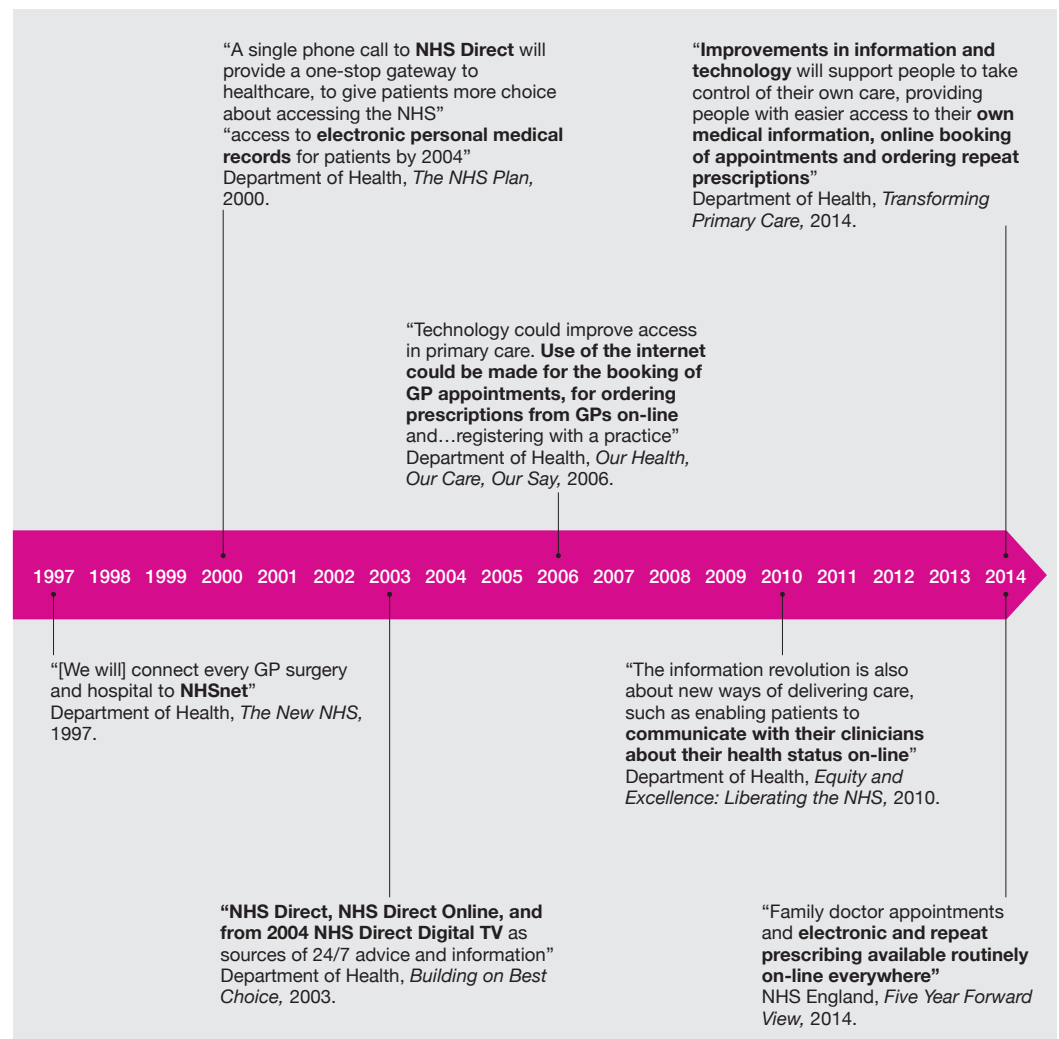 “A single phone call to NHS Direct will
provide a one-stop gateway to
healthcare, to give patients more choice
about accessing the NHS”
“access to electronic personal medical
records for patients by 2004”
Department of Health, The NHS Plan,
2000.
“Improvements in information and
technology will support people to take
control of their own care, providing
people with easier access to their own
medical information, online booking
of appointments and ordering repeat
prescriptions”
Department of Health, Transforming
Primary Care, 2014.
“Technology could improve access
in primary care. Use of the internet
could be made for the booking of
GP appointments, for ordering
prescriptions from GPs on-line
and…registering with a practice”
Department of Health, Our Health,
Our Care, Our Say, 2006.
1997 1998 1999 2000 2001 2002 2003 2004 2005 2006 2007 2008 2009 2010 2011 2012 2013 2014
“[We will] connect every GP surgery
and hospital to NHSnet”
Department of Health, The New NHS,
1997.
“The information revolution is also
about new ways of delivering care,
such as enabling patients to
communicate with their clinicians
about their health status on-line”
Department of Health, Equity and
Excellence: Liberating the NHS, 2010.
“NHS Direct, NHS Direct Online, and
from 2004 NHS Direct Digital TV as
sources of 24/7 advice and information”
Department of Health, Building on Best
Choice, 2003.
“Family doctor appointments
and electronic and repeat
prescribing available routinely
on-line everywhere”
NHS England, Five Year Forward
View, 2014.